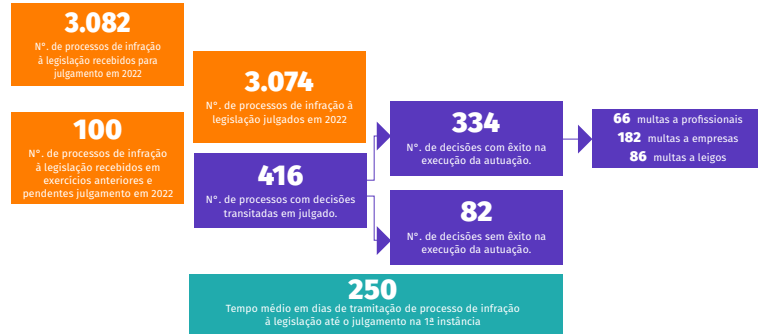 3.082
N°. de processos de infração
à legislação recebidos para
julgamento em 2022
100
N°. de processos de infração
à legislação recebidos em
exercícios anteriores e
pendentes julgamento em 2022
3.074
N°. de processos de infração à
legislação julgados em 2022
416
N°. de processos com decisões
transitadas em julgado.
334
N°. de decisões com êxito na
execução da autuação.
82
N°. de decisões sem êxito na
execução da autuação.
66 multas a profissionais
182 multas a empresas
86 multas a leigos
250
Tempo médio em dias de tramitação de processo de infração
à legislação até o julgamento na 1ª instância